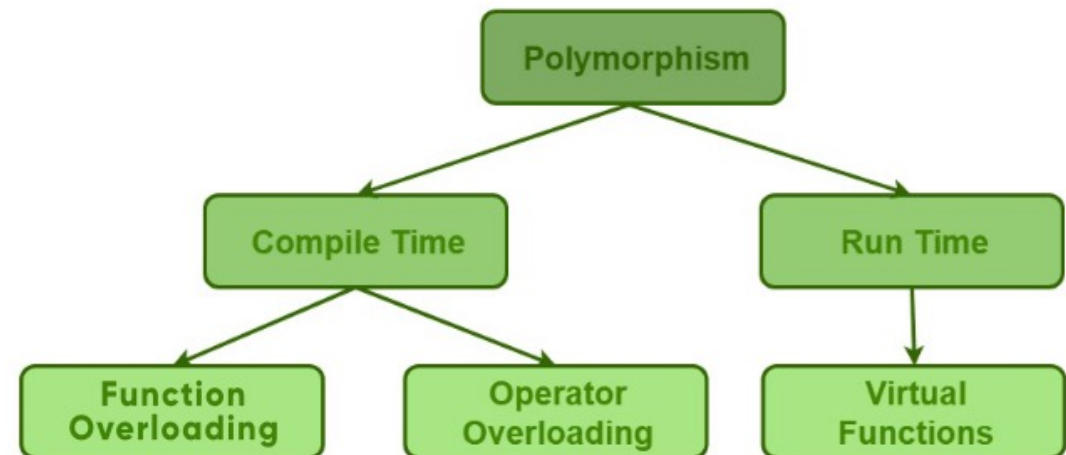 Polymorphism
Compile Time
Run Time
Function
Overloading
Operator
Overloading
Virtual
Functions